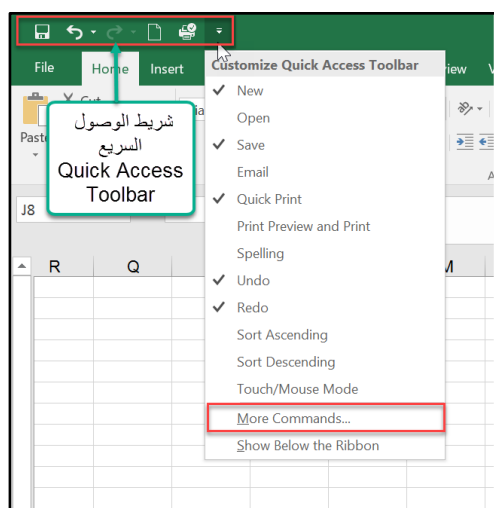 File Home Insert
Customize Quick Access Toolbar
New
Open
Save
Email
Quick Print
Print Preview and Print
Spelling
Undo
Redo
Sort Ascending
Sort Descending
Touch/Mouse Mode
More Commands...
Show Below the Ribbon
شريط الوصول
السريع
Quick Access
Toolbar
J8
R Q